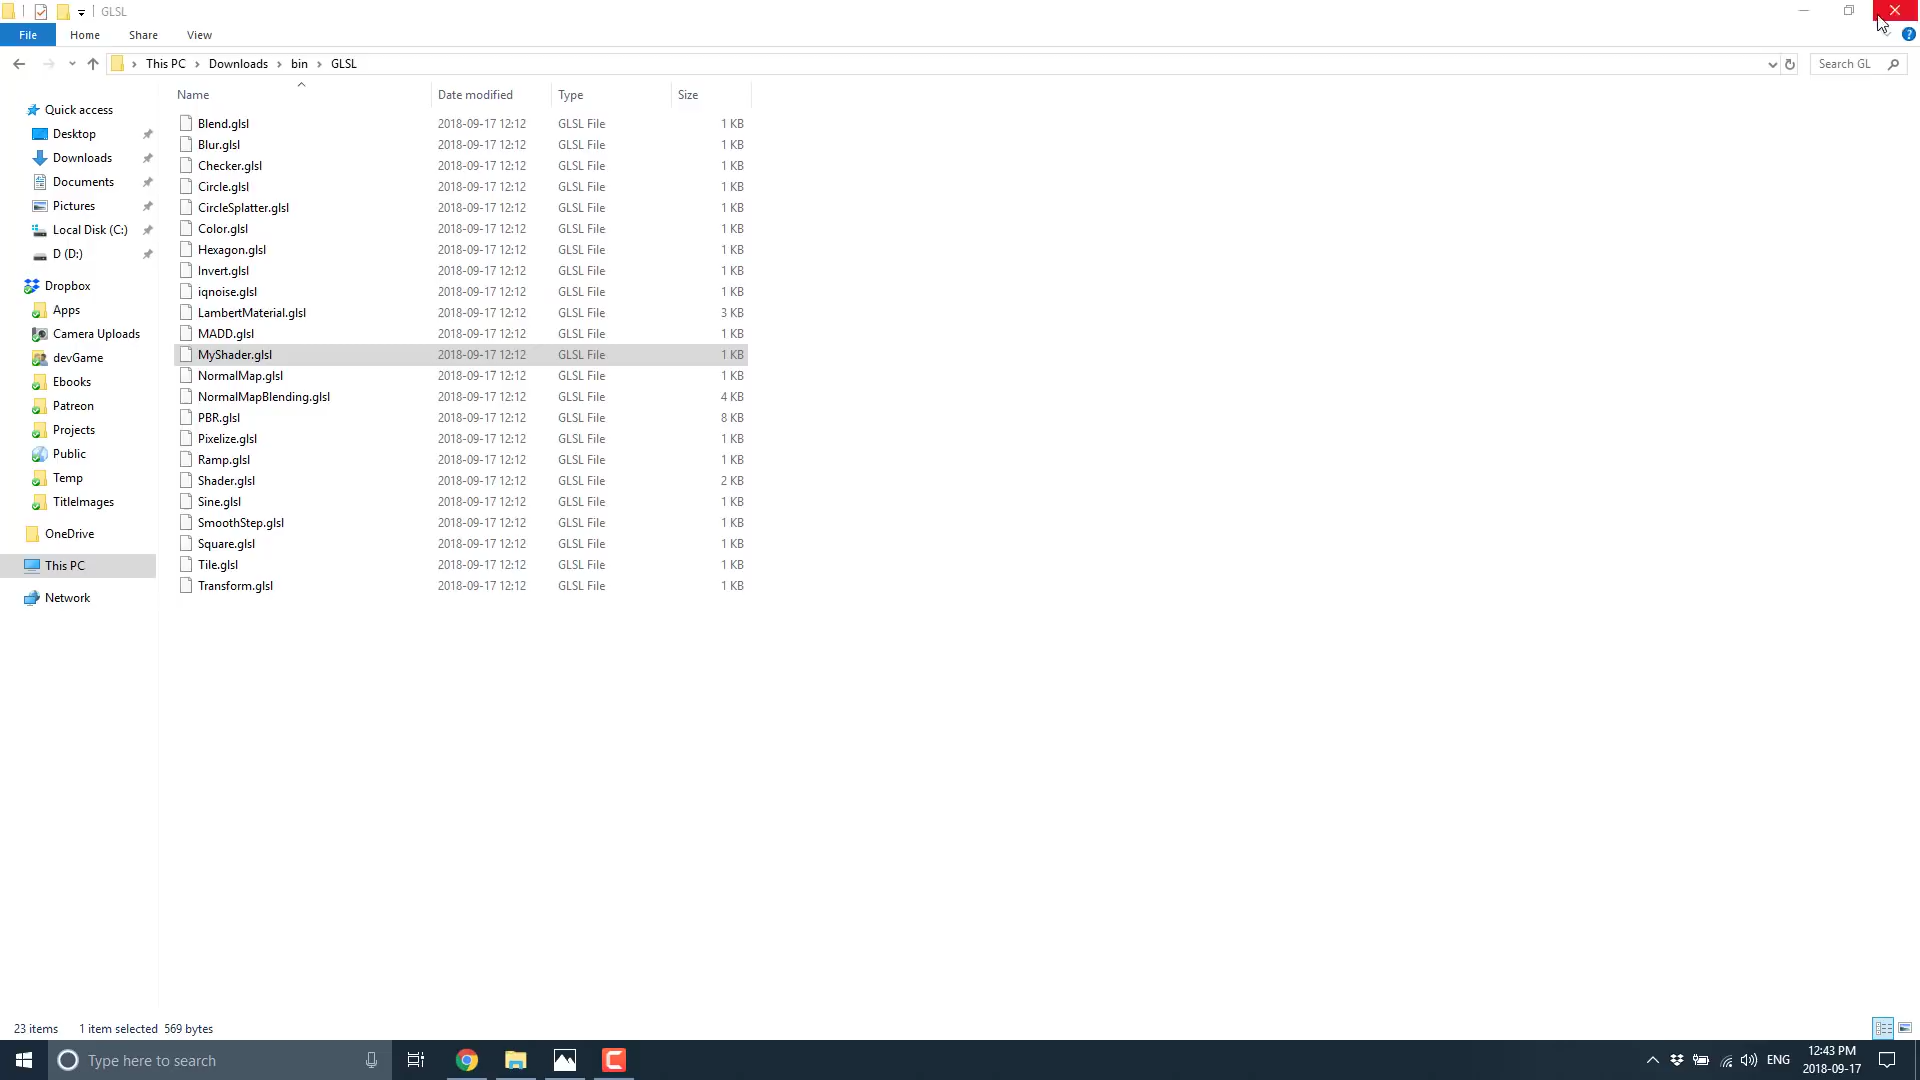 GLSL
File Home Share View
This PC Downloads bin GLSL
Search GL
Name Date modified Type Size
Quick access
Desktop
Downloads
Documents
Pictures
Local Disk (C:)
D (D:)
Dropbox
Apps
Camera Uploads
devGame
Ebooks
Patreon
Projects
Public
Temp
TitleImages
OneDrive
This PC
Network
Blend.glsl 2018-09-17 12:12 GLSL File 1 KB
Blur.glsl 2018-09-17 12:12 GLSL File 1 KB
Checker.glsl 2018-09-17 12:12 GLSL File 1 KB
Circle.glsl 2018-09-17 12:12 GLSL File 1 KB
CircleSplatter.glsl 2018-09-17 12:12 GLSL File 1 KB
Color.glsl 2018-09-17 12:12 GLSL File 1 KB
Hexagon.glsl 2018-09-17 12:12 GLSL File 1 KB
Invert.glsl 2018-09-17 12:12 GLSL File 1 KB
iqnoise.glsl 2018-09-17 12:12 GLSL File 1 KB
LambertMaterial.glsl 2018-09-17 12:12 GLSL File 3 KB
MADD.glsl 2018-09-17 12:12 GLSL File 1 KB
MyShader.glsl 2018-09-17 12:12 GLSL File 1 KB
NormalMap.glsl 2018-09-17 12:12 GLSL File 1 KB
NormalMapBlending.glsl 2018-09-17 12:12 GLSL File 4 KB
PBR.glsl 2018-09-17 12:12 GLSL File 8 KB
Pixelize.glsl 2018-09-17 12:12 GLSL File 1 KB
Ramp.glsl 2018-09-17 12:12 GLSL File 1 KB
Shader.glsl 2018-09-17 12:12 GLSL File 2 KB
Sine.glsl 2018-09-17 12:12 GLSL File 1 KB
SmoothStep.glsl 2018-09-17 12:12 GLSL File 1 KB
Square.glsl 2018-09-17 12:12 GLSL File 1 KB
Tile.glsl 2018-09-17 12:12 GLSL File 1 KB
Transform.glsl 2018-09-17 12:12 GLSL File 1 KB
23 items 1 item selected 569 bytes
Type here to search
ENG
12:43 PM
2018-09-17